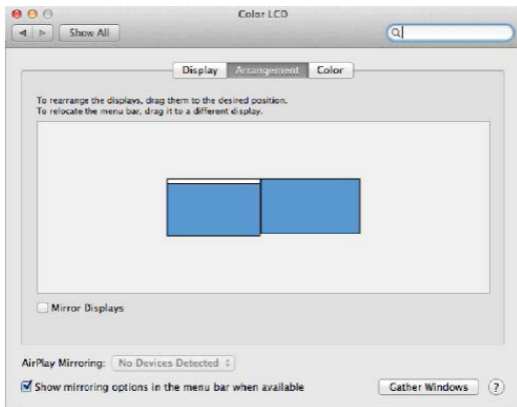 Color LCD
Show All
Display Arrangement Color
To rearrange the displays, drag them to the desired position.
To relocate the menu bar, drag it to a different display.
Mirror Displays
AirPlay Mirroring: No Devices Detected
Show mirroring options in the menu bar when available
Gather Windows ?